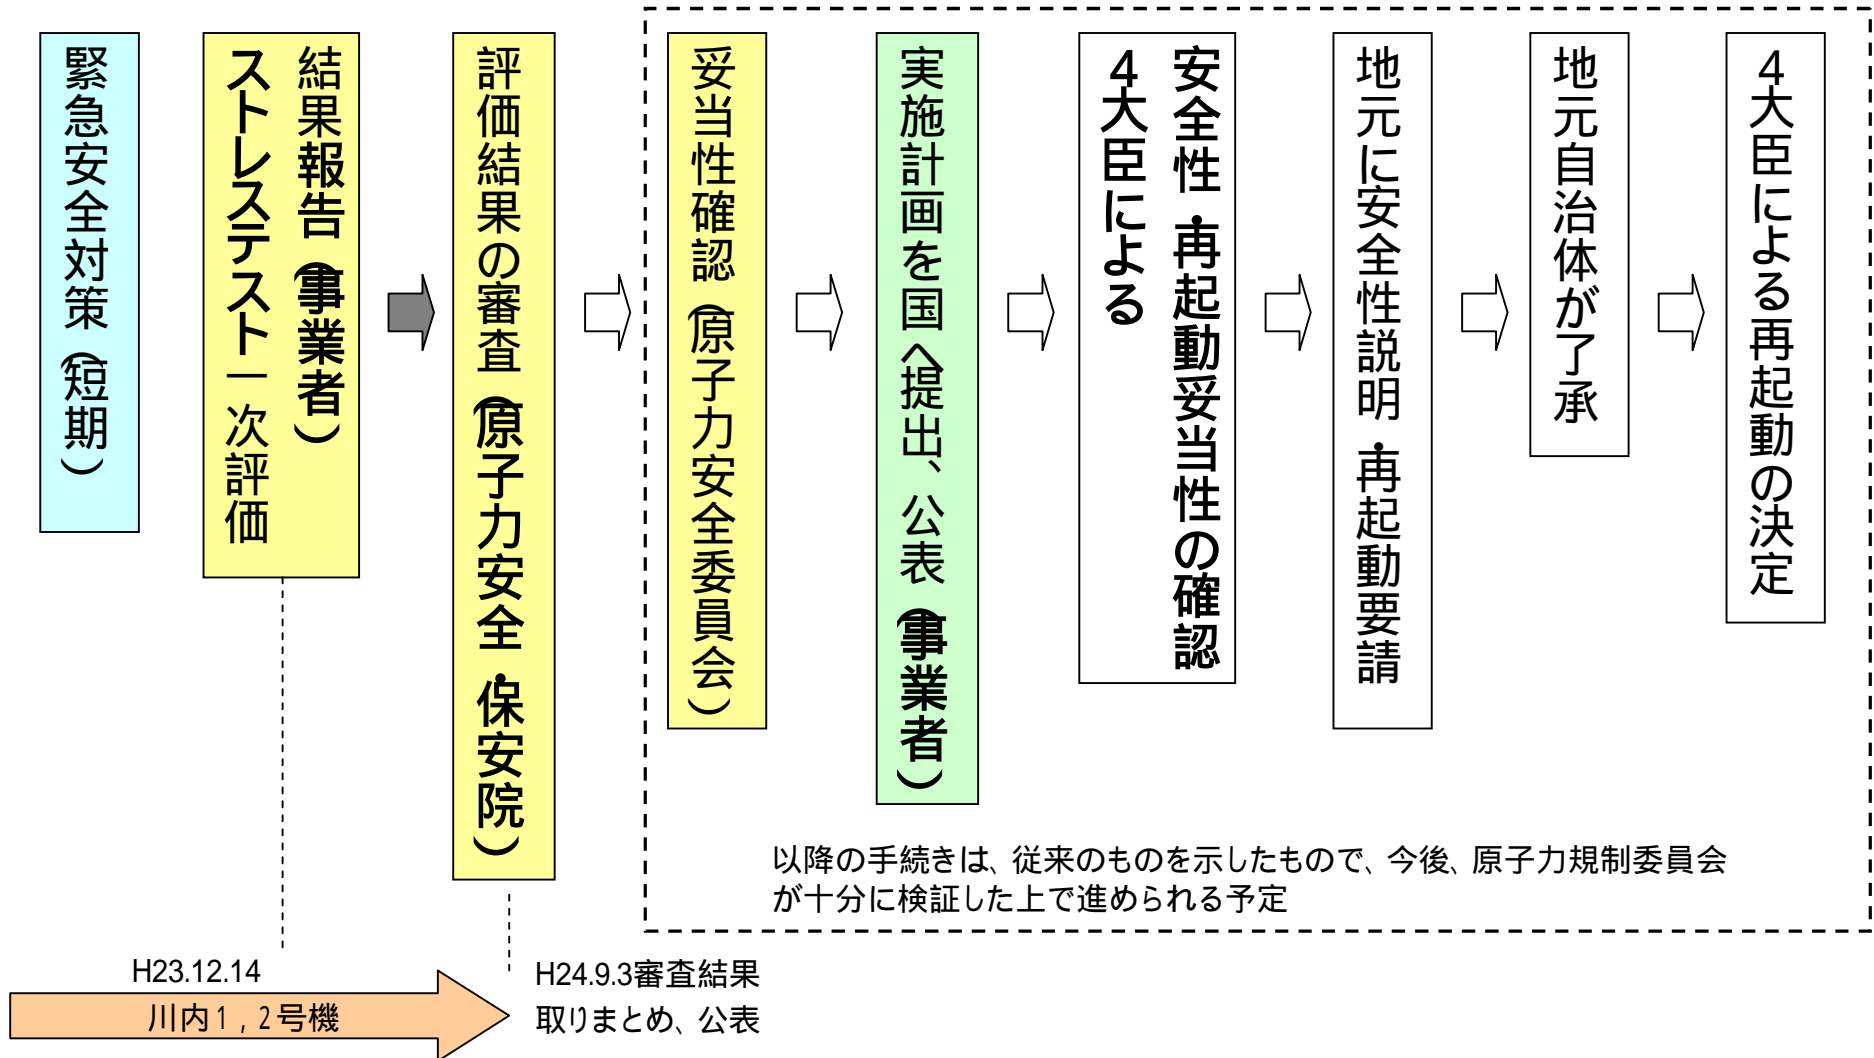 緊急安全対策（短期）
結果報告（事業者）
ストレステスト一次評価
評価結果の審査（原子力安全・保安院）
妥当性確認（原子力安全委員会）
実施計画を国へ提出、公表（事業者）
安全性・再起動妥当性の確認
４大臣による
地元に安全性説明・再起動要請
地元自治体が了承
４大臣による再起動の決定
以降の手続きは、従来のものを示したもので、今後、原子力規制委員会
が十分に検証した上で進められる予定
H23.12.14
川内１，２号機
H24.9.3審査結果
取りまとめ、公表